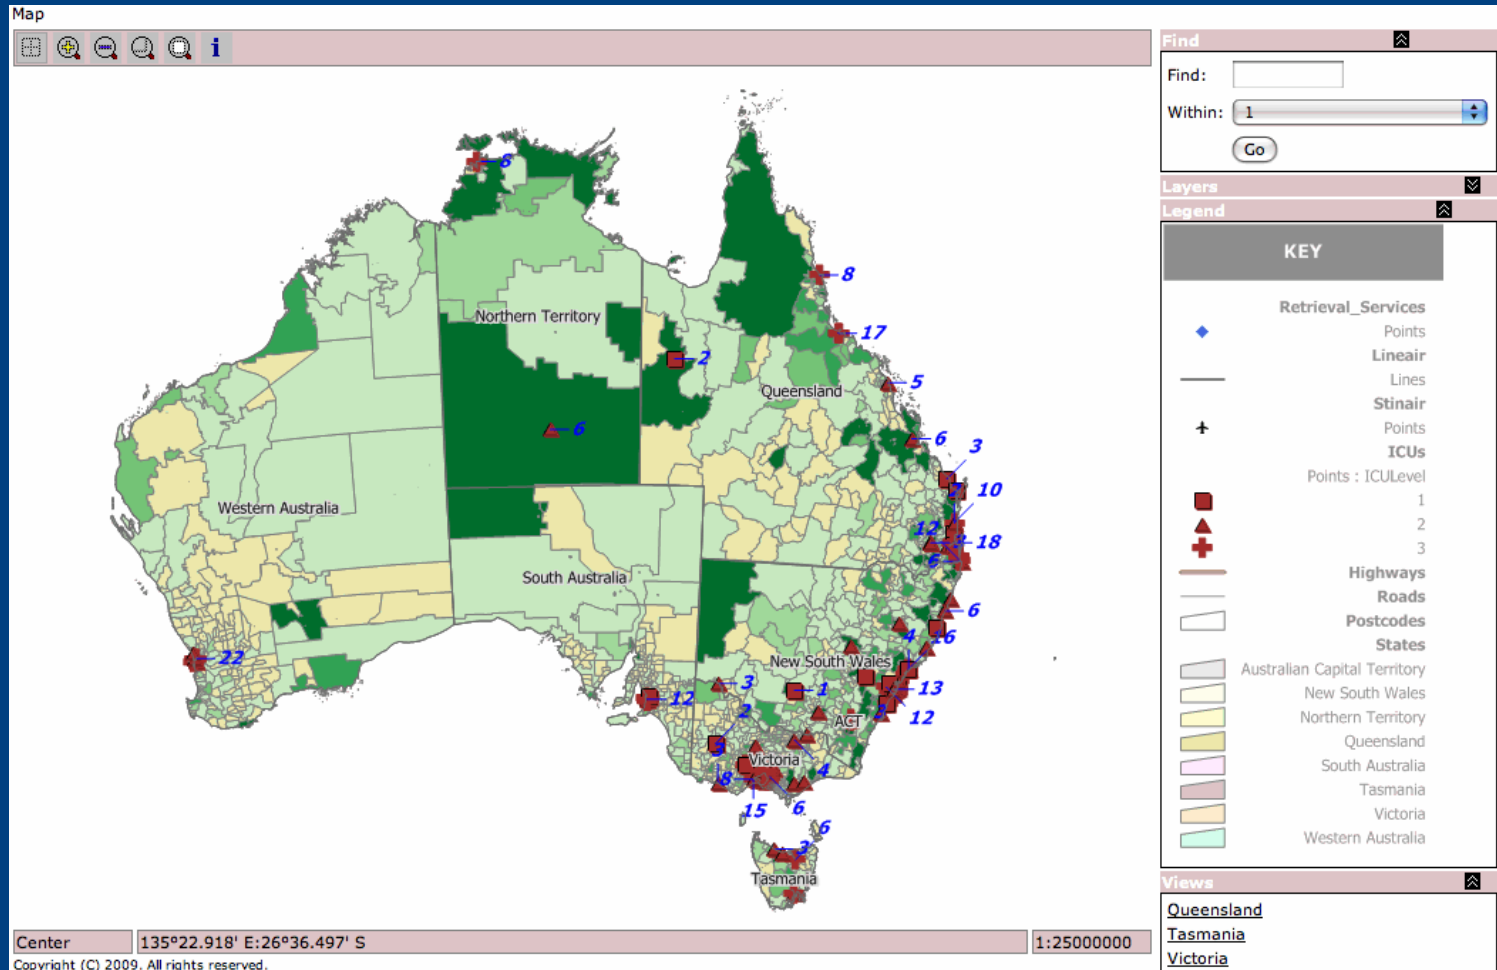 Map
Find
Find:
Within: 1
Go
Layers
Legend
KEY
Retrieval_Services
Points
Lineair
Lines
Stinair
Points
ICUs
Points : ICULevel
1
2
3
Highways
Roads
Postcodes
States
Australian Capital Territory
New South Wales
Northern Territory
Queensland
South Australia
Tasmania
Victoria
Western Australia
Views
Queensland
Tasmania
Victoria
8
8
Northern Territory
17
2
5
Queensland
6
6
3
10
Western Australia
12
18
6
South Australia
6
4
16
22
New South Wales
3
1
13
12
2
12
ACT
Victoria
4
8
15
6
6
3
Tasmania
Center
135°22.918' E:26°36.497' S
1:25000000
Copyright (C) 2009. All rights reserved.